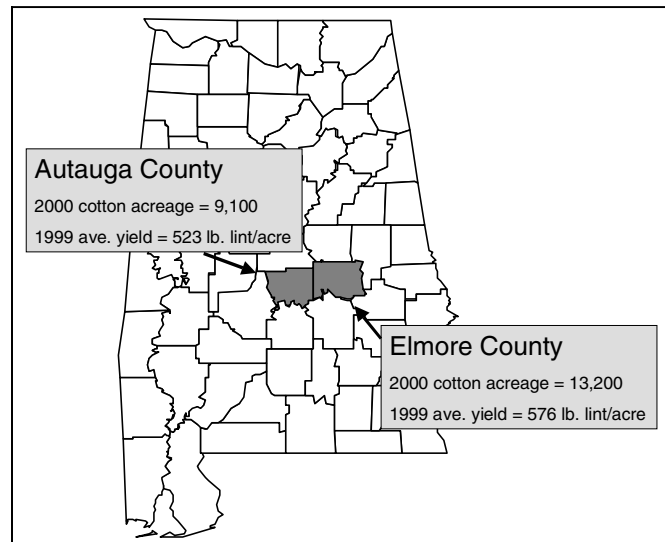 Autauga County
2000 cotton acreage = 9,100
1999 ave. yield = 523 lb. lint/acre
Elmore County
2000 cotton acreage = 13,200
1999 ave. yield = 576 lb. lint/acre